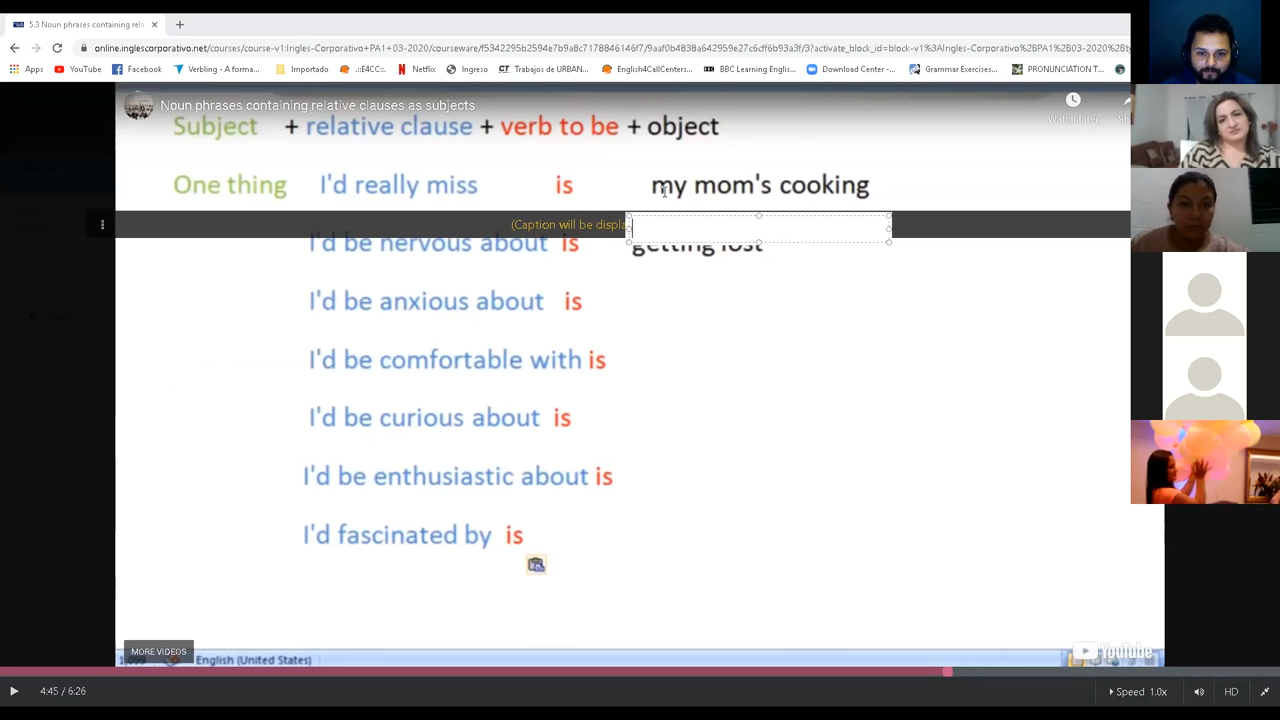 5.3 Noun phrases containing rela
online.inglescorporativo.net/courses/course-v1:Ingles-Corporativo+PA1+03-2020/courseware/f5342295b2594e7b9a8c7178846146f7/9aaf0b4838a642959e27c6cff6b93a3f/3?activate_block_id=block-v1%3AIngles-Corporativo%2BPA1%2B03-2020%2Bty
Apps YouTube Facebook Verbling - A forma... Importado .::E4CC::. Netflix Ingreso Trabajos de URBAN... English4CallCenters... BBC Learning Englis... Download Center -... Grammar Exercises... PRONUNCIATION T...
Noun phrases containing relative clauses as subjects
Watch later Sh
Subject + relative clause + verb to be + object
One thing I'd really miss is my mom's cooking
(Caption will be displa
I'd be nervous about is getting lost
I'd be anxious about is
I'd be comfortable with is
I'd be curious about is
I'd be enthusiastic about is
I'd fascinated by is
MORE VIDEOS
English (United States)
YouTube
4:45 / 6:26 Speed 1.0x HD